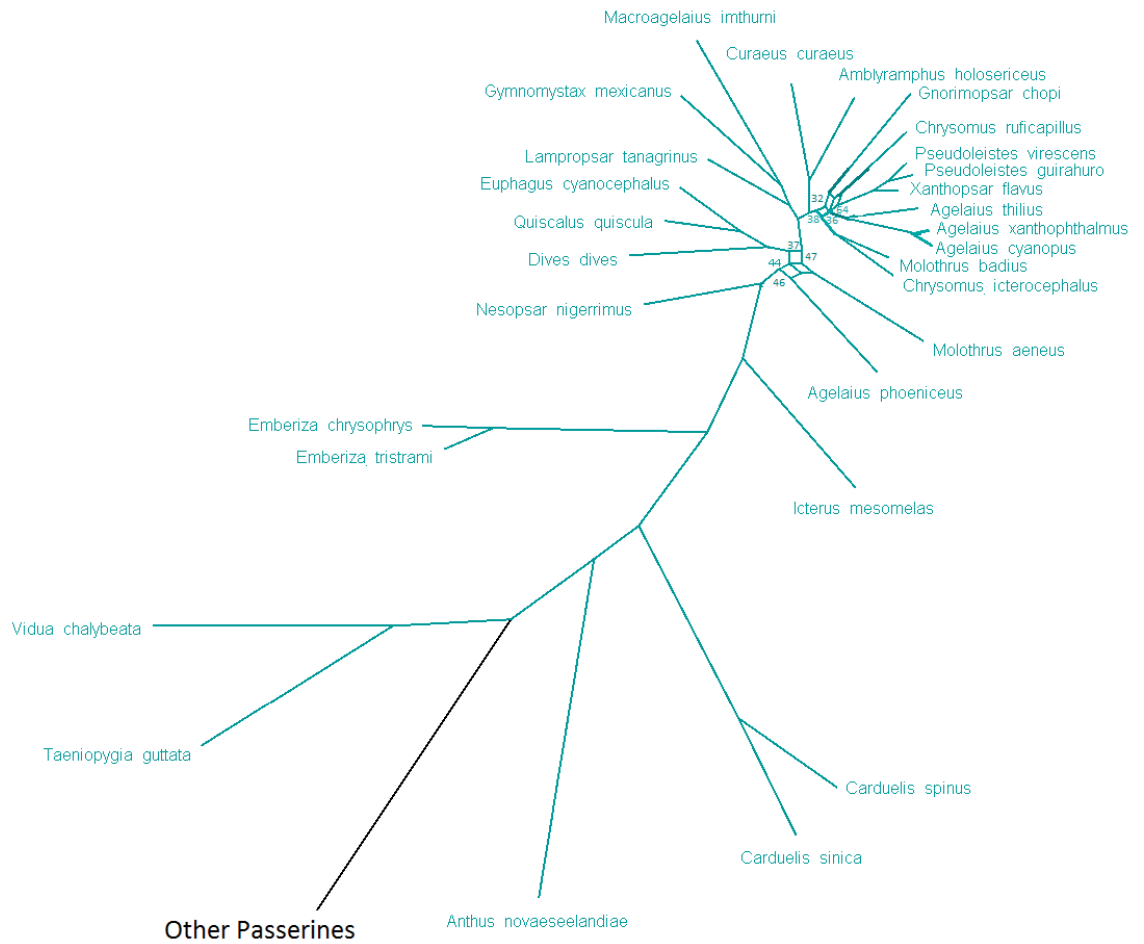 Macroagelaius imthurni
Curaeus curaeus
Amblyramphus holosericeus
Gymnomystax mexicanus
Gnorimopsar chopi
Chrysomus ruficapillus
Lampropsar tanagrinus
Pseudoleistes virescens
Pseudoleistes guirahuro
Euphagus cyanocephalus
Xanthopsar flavus
32
64
Agelaius thilius
Quiscalus quiscula
38
36
Agelaius xanthophthalmus
Agelaius cyanopus
37
Dives dives
47
44
Molothrus badius
46
Chrysomus icterocephalus
Nesopsar nigerrimus
Molothrus aeneus
Agelaius phoeniceus
Emberiza chrysophrys
Emberiza tristrami
Icterus mesomelas
Vidua chalybeata
Taeniopygia guttata
Carduelis spinus
Carduelis sinica
Anthus novaeseelandiae
Other Passerines